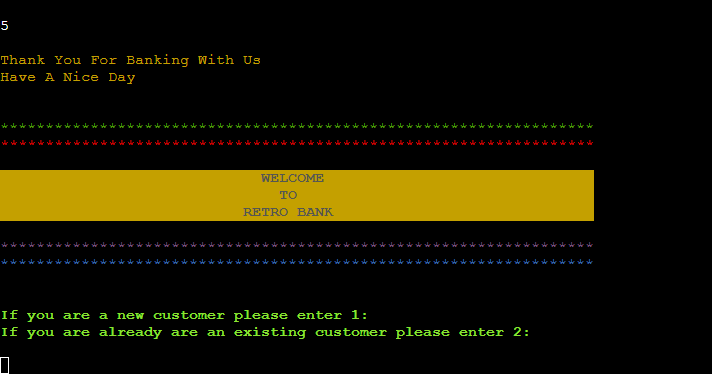 5
Thank You For Banking With Us
Have A Nice Day
******************************************************************
******************************************************************
WELCOME
TO
RETRO BANK
******************************************************************
******************************************************************
If you are a new customer please enter 1:
If you are already are an existing customer please enter 2: